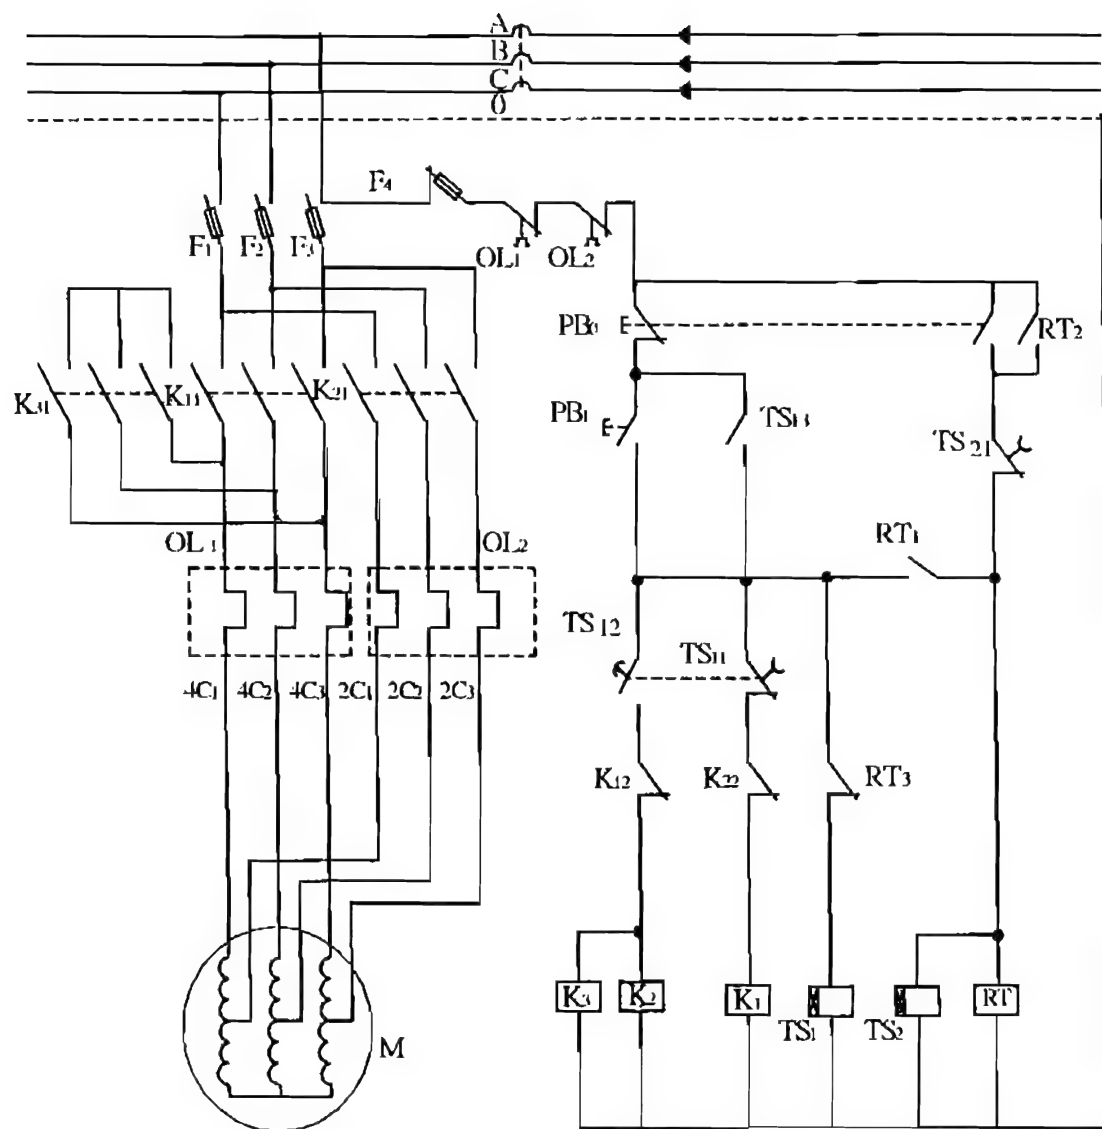 A
B
C
0
F4
F1 F2 F3
OL1 OL2
PB0 RT2
K31 K11 K21
PB1 TS13
TS21
OL1 OL2
RT1
TS12
TS11
4C1 4C2 4C3 2C1 2C2 2C3
K12 K22 RT3
K3 K2 K1 RT
TS1 TS2
M